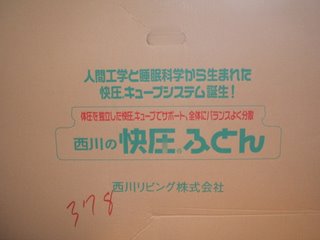 人間工学と睡眠科学から生まれた
快圧®キューブシステム誕生!
体圧を独立した快圧®キューブでサポート。全体にバランスよく分散
西川の快圧®ふとん
西川リビング株式会社
378